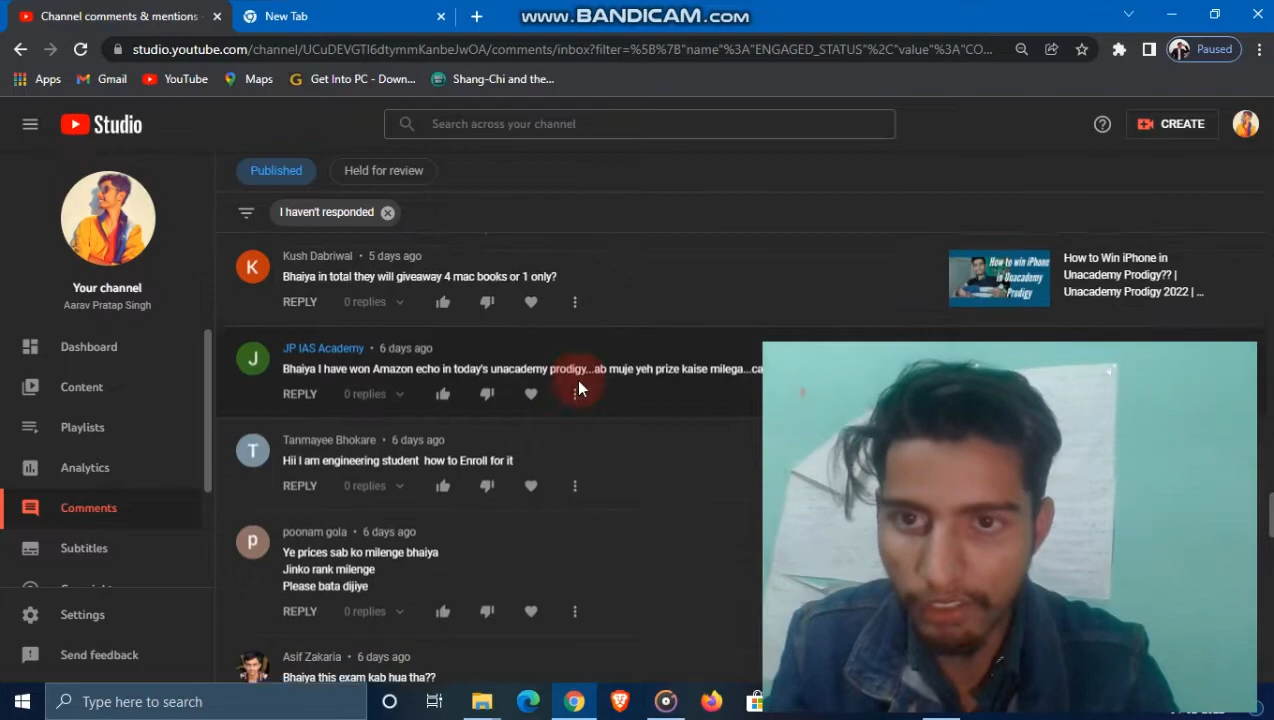 Channel comments & mentions
New Tab
www.BANDICAM.com
studio.youtube.com/channel/UCuDEVGTI6dtymmKanbeJwOA/comments/inbox?filter=%5B%7B"name"%3A"ENGAGED_STATUS"%2C"value"%3A"CO...
Paused
Apps
Gmail
YouTube
Maps
Get Into PC - Down...
Shang-Chi and the...
Studio
Search across your channel
CREATE
Published
Held for review
I haven't responded
Your channel
Aarav Pratap Singh
Dashboard
Content
Playlists
Analytics
Comments
Subtitles
Settings
Send feedback
K
Kush Dabriwal • 5 days ago
Bhaiya in total they will giveaway 4 mac books or 1 only?
REPLY 0 replies
How to win iPhone
in Unacademy
Prodigy
How to Win iPhone in
Unacademy Prodigy?? |
Unacademy Prodigy 2022 | ...
J
JP IAS Academy • 6 days ago
Bhaiya I have won Amazon echo in today's unacademy prodigy...ab muje yeh prize kaise milega...ca
REPLY 0 replies
T
Tanmayee Bhokare • 6 days ago
Hii I am engineering student how to Enroll for it
REPLY 0 replies
p
poonam gola • 6 days ago
Ye prices sab ko milenge bhaiya
Jinko rank milenge
Please bata dijiye
REPLY 0 replies
Asif Zakaria • 6 days ago
Bhaiya this exam kab hua tha??
Type here to search